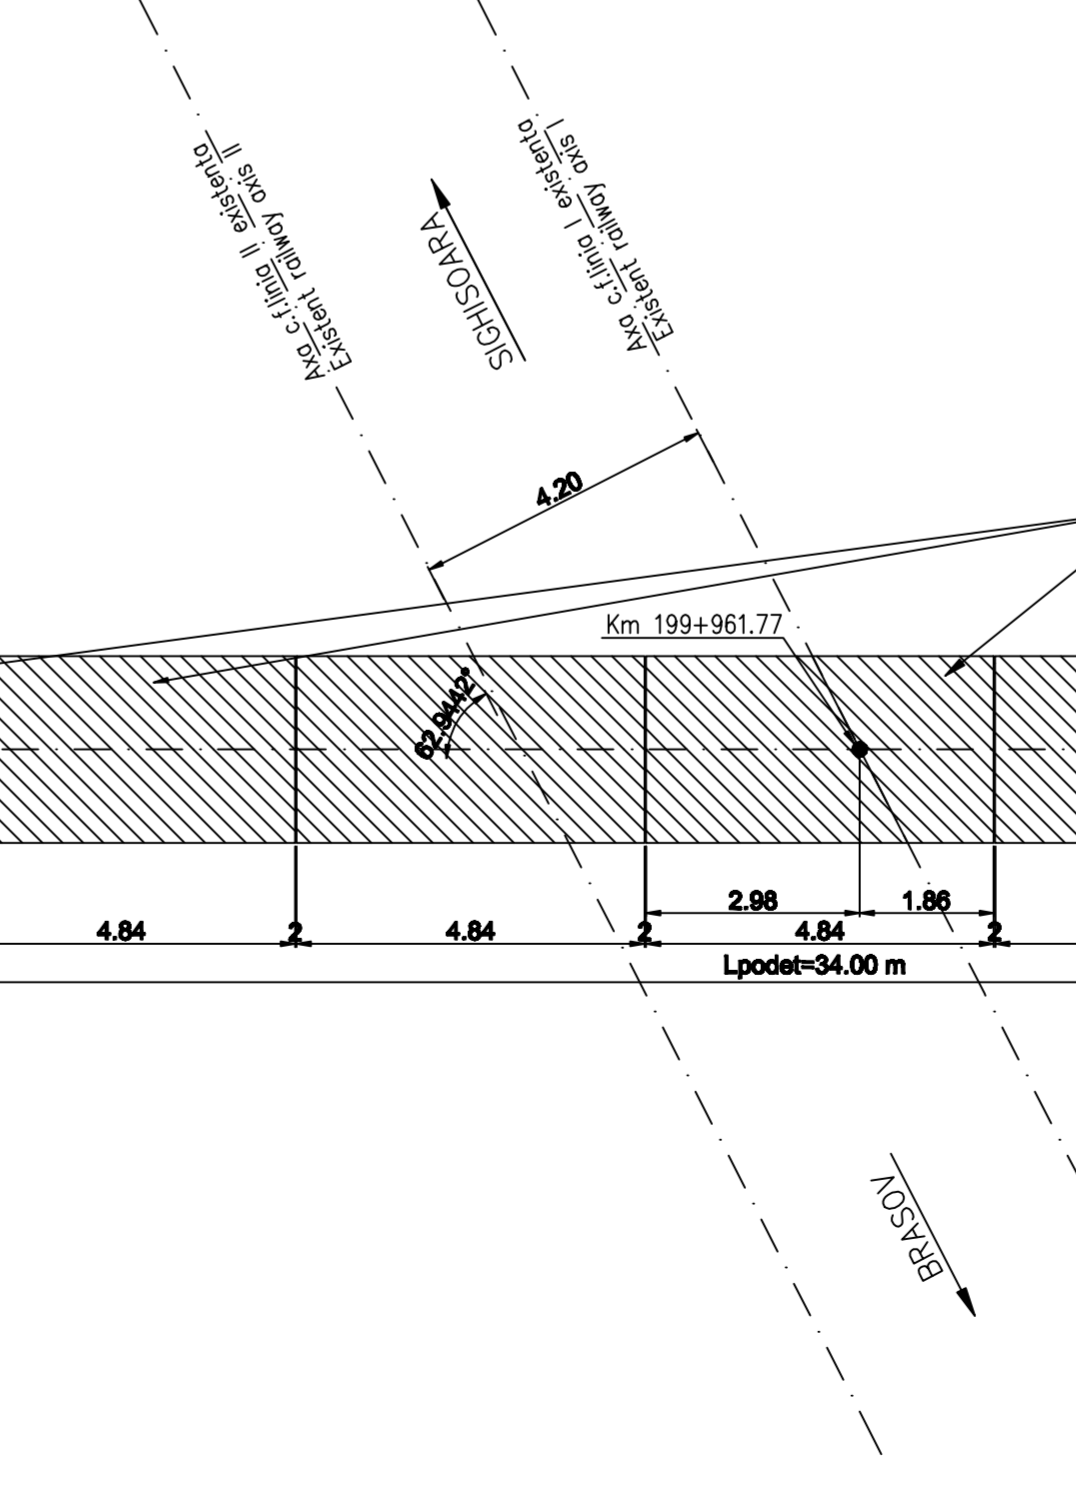 Axa c.f.linia II existenta
Existent railway axis II
SIGHISOARA
Axa c.f.linia I existenta
Existent railway axis I
4.20
Km 199+961.77
62,9442°
2.98
1.86
4.84
2
4.84
2
4.84
2
Lpodet=34.00 m
BRASOV